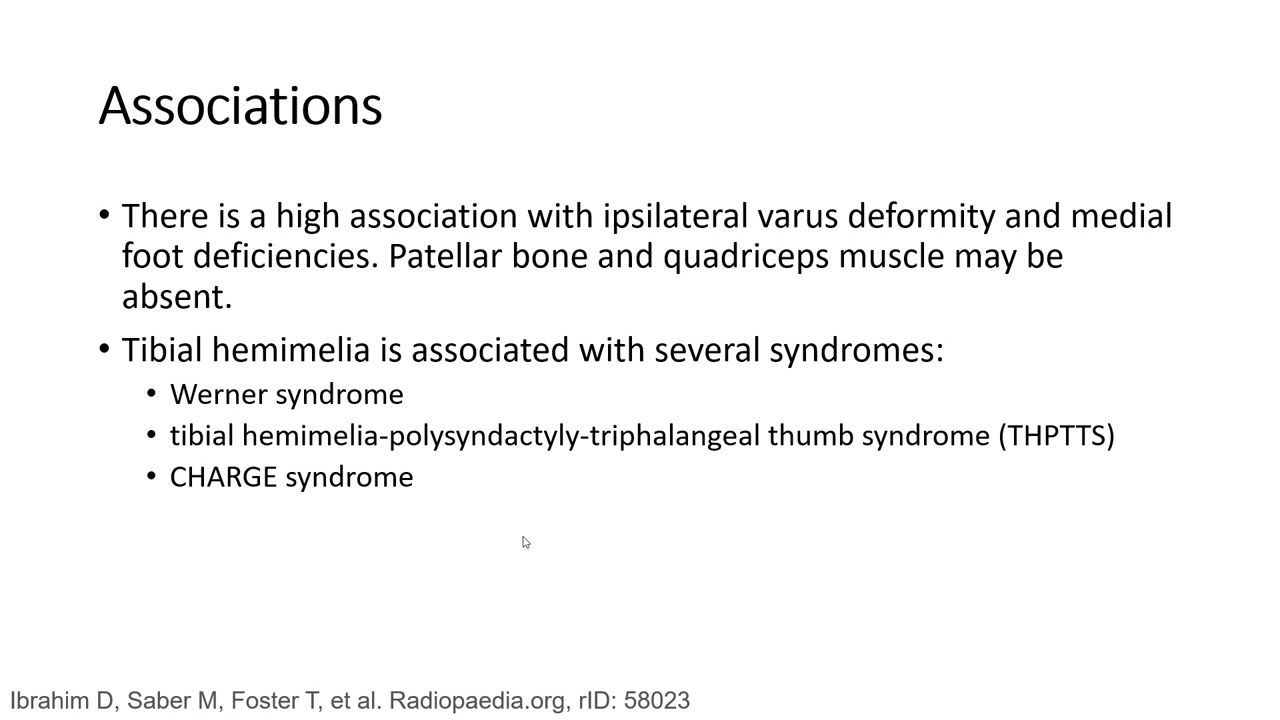 Associations
• There is a high association with ipsilateral varus deformity and medial
foot deficiencies. Patellar bone and quadriceps muscle may be
absent.
• Tibial hemimelia is associated with several syndromes:
• Werner syndrome
• tibial hemimelia-polysyndactyly-triphalangeal thumb syndrome (THPTTS)
• CHARGE syndrome
Ibrahim D, Saber M, Foster T, et al. Radiopaedia.org, rID: 58023